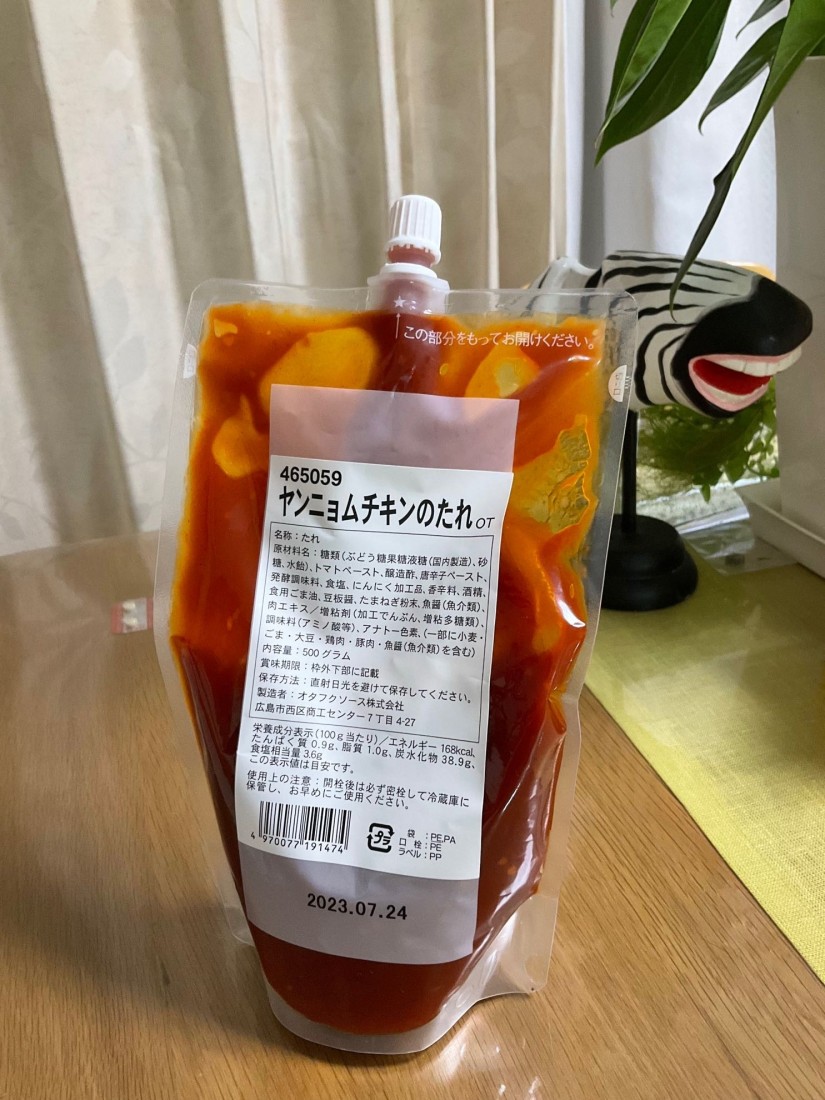 この部分をもってお開けください。
465059
ヤンニョムチキンのたれ OT
名称：たれ
原材料名：糖類（ぶどう糖果糖液糖（国内製造）、砂
糖、水飴）、トマトペースト、醸造酢、唐辛子ペースト、
発酵調味料、食塩、にんにく加工品、香辛料、酒精、
食用ごま油、豆板醤、たまねぎ粉末、魚醤（魚介類）、
肉エキス／増粘剤（加工でんぷん、増粘多糖類）、
調味料（アミノ酸等）、アナトー色素、（一部に小麦・
ごま・大豆・鶏肉・豚肉・魚醤（魚介類）を含む）
内容量：500グラム
賞味期限：枠外下部に記載
保存方法：直射日光を避けて保存してください。
製造者：オタフクソース株式会社
広島市西区商工センター7丁目4-27
栄養成分表示（100g当たり）／エネルギー 168kcal、
たんぱく質 0.9g、脂質 1.0g、炭水化物 38.9g、
食塩相当量 3.6g
この表示値は目安です。
使用上の注意：開栓後は必ず密栓して冷蔵庫に
保管し、お早めにご使用ください。
4 970077 191474
プラ
袋 ：PE,PA
口 栓：PE
ラベル：PP
2023.07.24